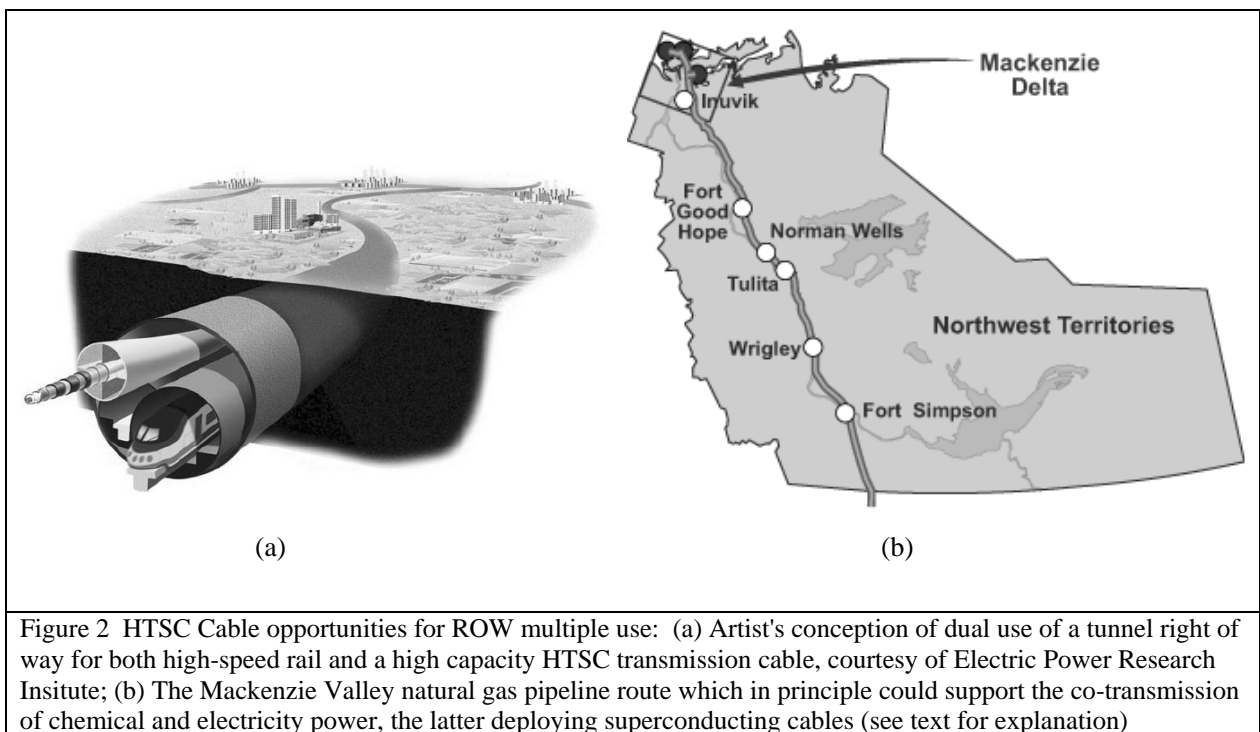 Mackenzie
Delta
Inuvik
Fort
Good
Hope
Norman Wells
Tulita
Northwest Territories
Wrigley
Fort Simpson
(a)
(b)
Figure 2 HTSC Cable opportunities for ROW multiple use: (a) Artist's conception of dual use of a tunnel right of
way for both high-speed rail and a high capacity HTSC transmission cable, courtesy of Electric Power Research
Insitute; (b) The Mackenzie Valley natural gas pipeline route which in principle could support the co-transmission
of chemical and electricity power, the latter deploying superconducting cables (see text for explanation)